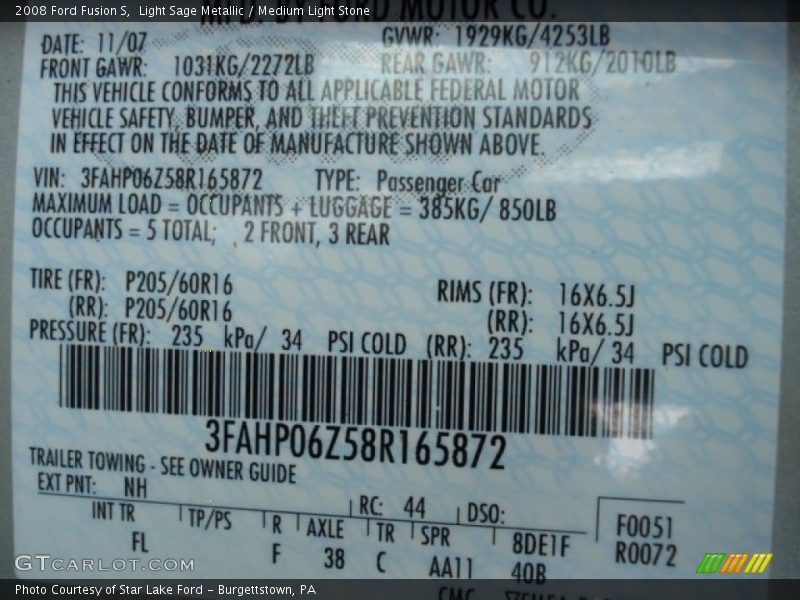 2008 Ford Fusion S,  Light Sage Metallic / Medium Light Stone
MOTOR CO.
DATE: 11/07 GVWR: 1929KG/4253LB
FRONT GAWR: 1031KG/2272LB REAR GAWR: 912KG/2010LB
THIS VEHICLE CONFORMS TO ALL APPLICABLE FEDERAL MOTOR
VEHICLE SAFETY, BUMPER, AND THEFT PREVENTION STANDARDS
IN EFFECT ON THE DATE OF MANUFACTURE SHOWN ABOVE.
VIN: 3FAHP06Z58R165872 TYPE: Passenger Car
MAXIMUM LOAD = OCCUPANTS + LUGGAGE = 385KG/ 850LB
OCCUPANTS = 5 TOTAL; , 2 FRONT, 3 REAR
TIRE (FR): P205/60R16 RIMS (FR): 16X6.5J
(RR): P205/60R16 (RR): 16X6.5J
PRESSURE (FR): 235 kPa/ 34 PSI COLD (RR): 235 kPa/ 34 PSI COLD
3FAHP06Z58R165872
TRAILER TOWING - SEE OWNER GUIDE
EXT PNT: NH RC: 44 DSO:
INT TR TP/PS R AXLE TR SPR 8DE1F F0051
FL F 38 C AA11 40B R0072
GTCARLOT.COM
Photo Courtesy of Star Lake Ford – Burgettstown, PA